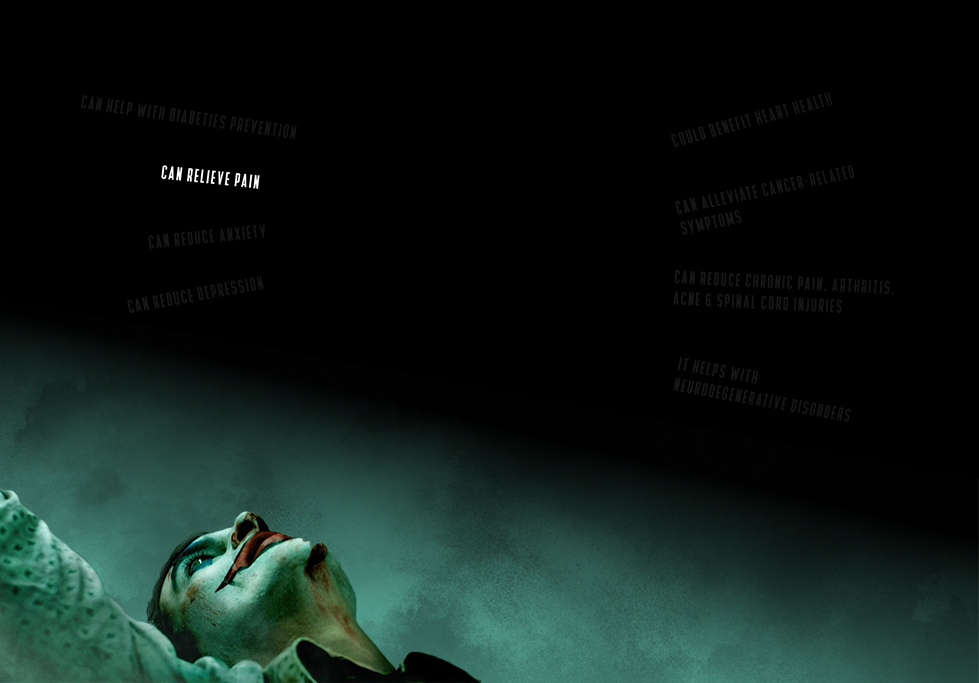 CAN HELP WITH DIABETIES PREVENTION
CAN RELIEVE PAIN
CAN REDUCE ANXIETY
CAN REDUCE DEPRESSION
COULD BENEFIT HEART HEALTH
CAN ALLEVIATE CANCER-RELATED
SYMPTOMS
CAN REDUCE CHRONIC PAIN, ARTHRITIS,
ACNE & SPINAL CORD INJURIES
IT HELPS WITH
NEURODEGENERATIVE DISORDERS